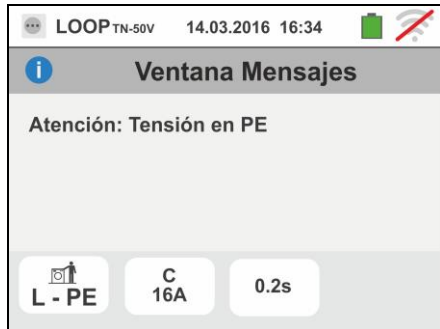 LOOP TN-50V 14.03.2016 16:34
i Ventana Mensajes
Atención: Tensión en PE
L - PE
C
16A
0.2s